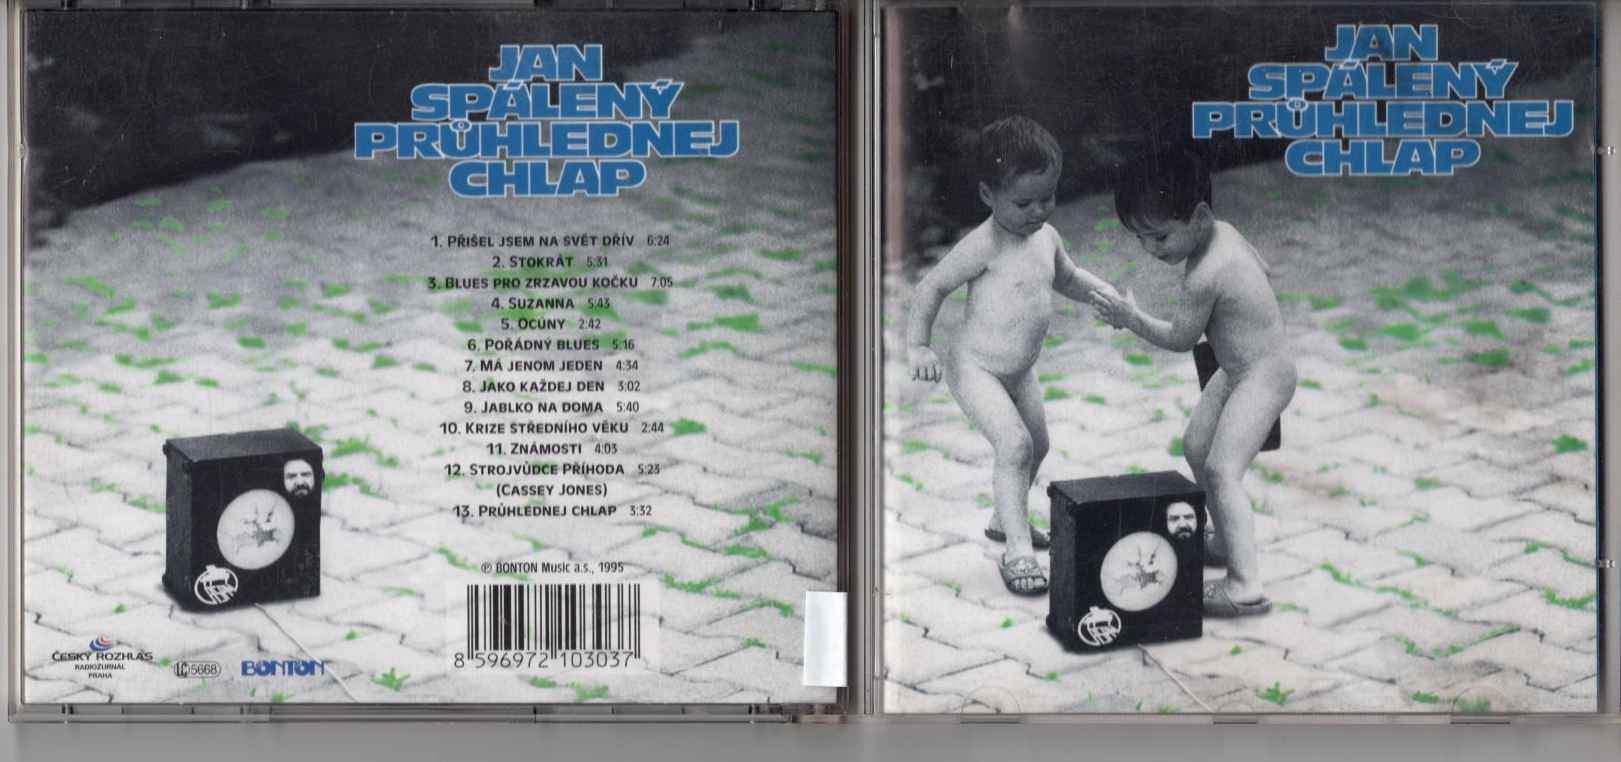 JAN
SPÁLENÝ
PRŮHLEDNEJ
CHLAP
1. PŘIŠEL JSEM NA SVĚT DŘÍV 6:24
2. STOKRÁT 5:31
3. BLUES PRO ZRZAVOU KOČKU 7:05
4. SUZANNA 5:43
5. OCÚNY 2:42
6. POŘÁDNÝ BLUES 5:16
7. MÁ JENOM JEDEN 4:34
8. JAKO KAŽDEJ DEN 3:02
9. JABLKO NA DOMA 5:40
10. KRIZE STŘEDNÍHO VĚKU 2:44
11. ZNÁMOSTI 4:03
12. STROJVŮDCE PŘÍHODA 5:23
(CASSEY JONES)
13. PRŮHLEDNEJ CHLAP 3:32
℗ BONTON Music a.s., 1995
8 596972 103037
ČESKÝ ROZHLAS
RADIOŽURNÁL
PRAHA
LC 5668
BONTON
JAN
SPÁLENÝ
PRŮHLEDNEJ
CHLAP